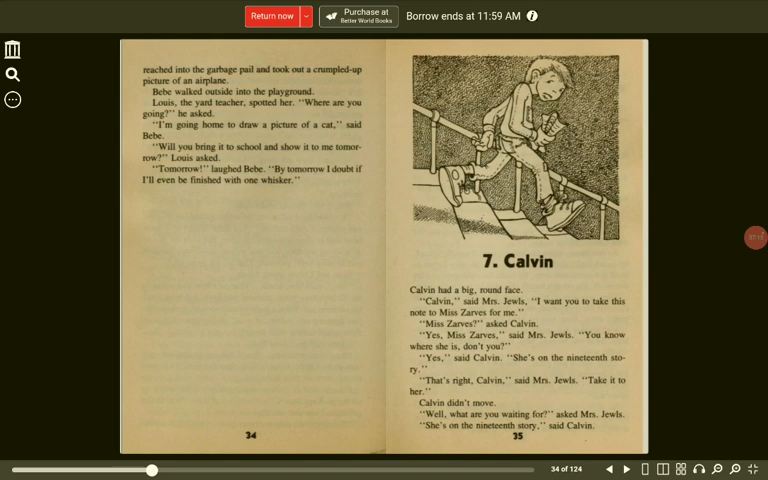 Return now
Purchase at
Better World Books
Borrow ends at 11:59 AM
reached into the garbage pail and took out a crumpled-up
picture of an airplane.
Bebe walked outside into the playground.
Louis, the yard teacher, spotted her. "Where are you
going?" he asked.
"I'm going home to draw a picture of a cat," said
Bebe.
"Will you bring it to school and show it to me tomor-
row?" Louis asked.
"Tomorrow!" laughed Bebe. "By tomorrow I doubt if
I'll even be finished with one whisker."
34
7. Calvin
Calvin had a big, round face.
"Calvin," said Mrs. Jewls, "I want you to take this
note to Miss Zarves for me."
"Miss Zarves?" asked Calvin.
"Yes, Miss Zarves," said Mrs. Jewls. "You know
where she is, don't you?"
"Yes," said Calvin. "She's on the nineteenth sto-
ry."
"That's right, Calvin," said Mrs. Jewls. "Take it to
her."
Calvin didn't move.
"Well, what are you waiting for?" asked Mrs. Jewls.
"She's on the nineteenth story," said Calvin.
35
34 of 124